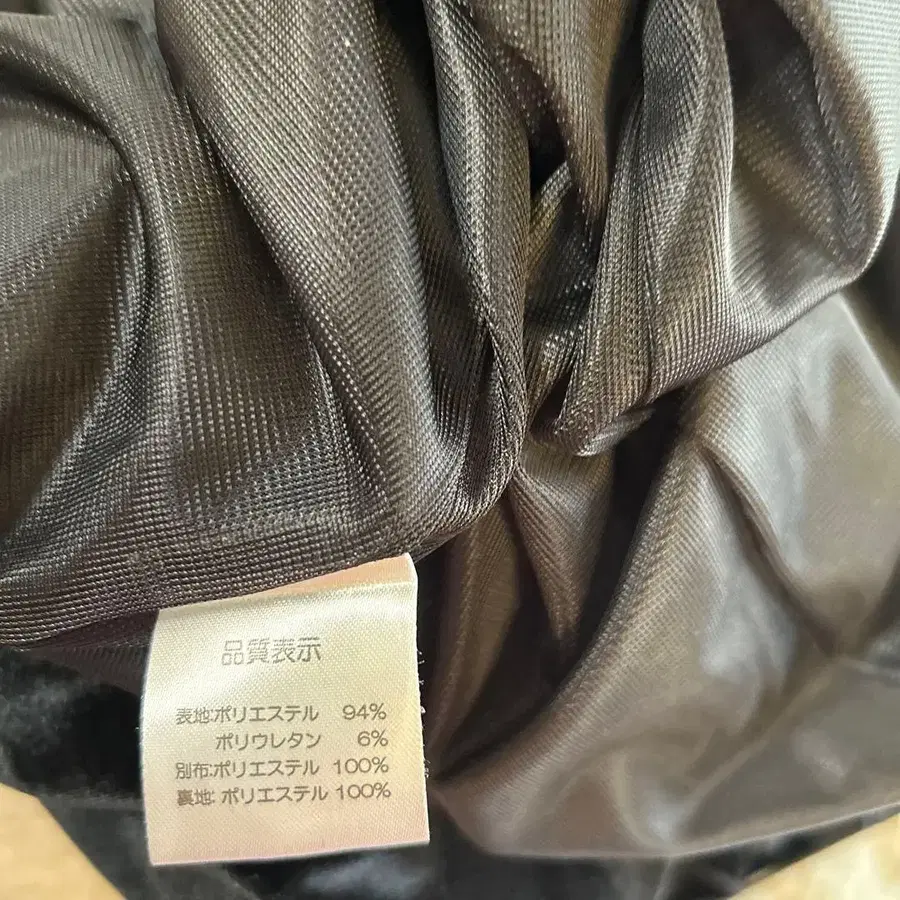 品質表示
表地:ポリエステル 94%
ポリウレタン 6%
別布:ポリエステル 100%
裏地:ポリエステル 100%